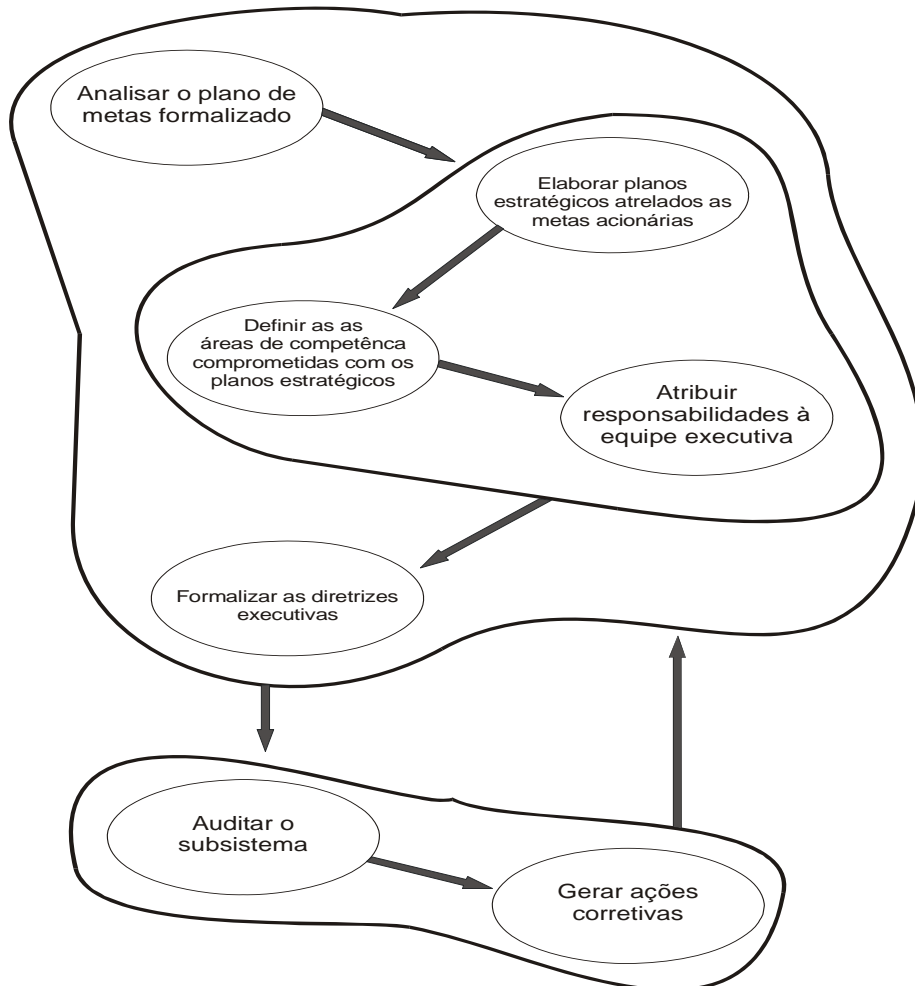 Analisar o plano de
metas formalizado
Elaborar planos
estratégicos atrelados as
metas acionárias
Definir as as
áreas de competênca
comprometidas com os
planos estratégicos
Atribuir
responsabilidades à
equipe executiva
Formalizar as diretrizes
executivas
Auditar o
subsistema
Gerar ações
corretivas